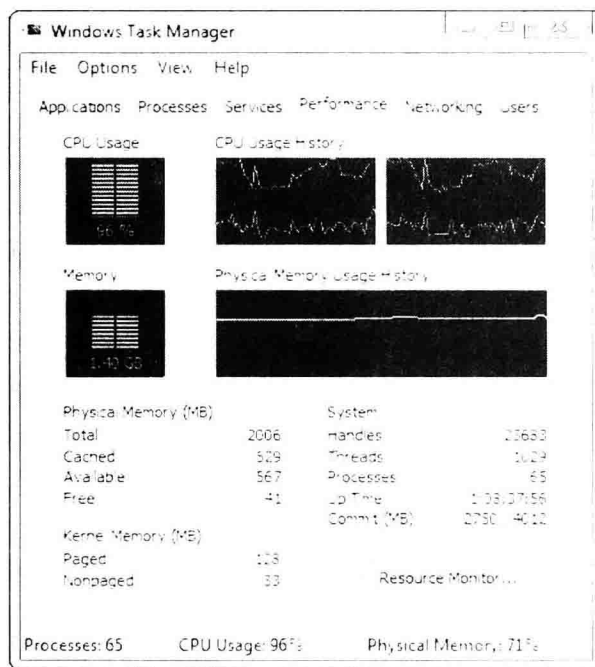 Windows Task Manager
File Options View Help
Applications Processes Services Performance Networking Users
CPU Usage CPU Usage History
96 %
Memory Physical Memory Usage History
1.40 GB
Physical Memory (MB) System
Total 2006 Handles
Cached 529 Threads 1029
Available 567 Processes 65
Free 41 Up Time
Kernel Memory (MB) Commit (MB)
Paged 128
Nonpaged 33 Resource Monitor...
Processes: 65 CPU Usage: 96% Physical Memory: 71%